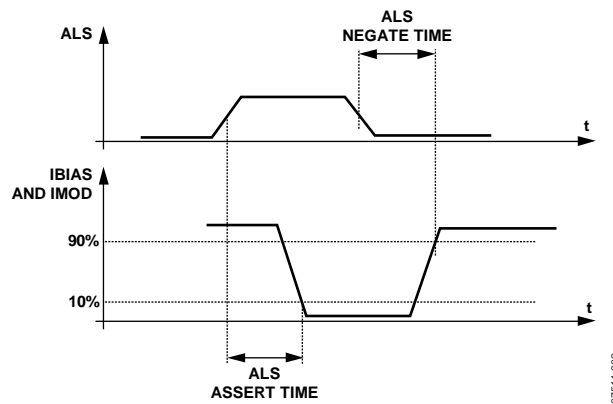 ALS
ALS
NEGATE TIME
t
IBIAS
AND IMOD
90%
10%
t
ALS
ASSERT TIME